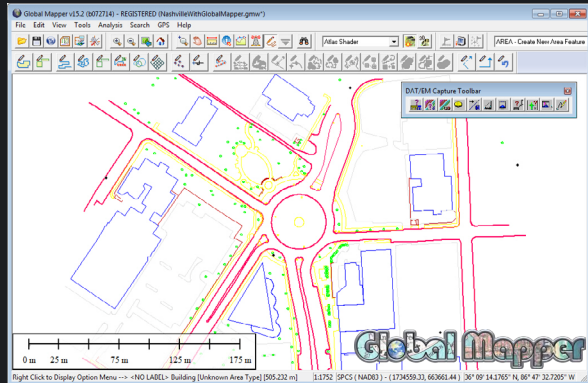 Global Mapper v15.2 (b072714) - REGISTERED (NashvilleWithGlobalMapper.gmw*)
File Edit View Tools Analysis Search GPS Help
Atlas Shader
AREA - Create New Area Feature
DAT/EM Capture Toolbar
0 m 25 m 75 m 125 m 175 m
Global Mapper
Right Click to Display Option Menu --> <NO LABEL> Building [Unknown Area Type] [505.232 m] 1:1752 SPCS ( NAD83 ) - ( 1734559.33, 663661.44 ) 36° 09' 14.1765" N, 86° 47' 32.7205" W